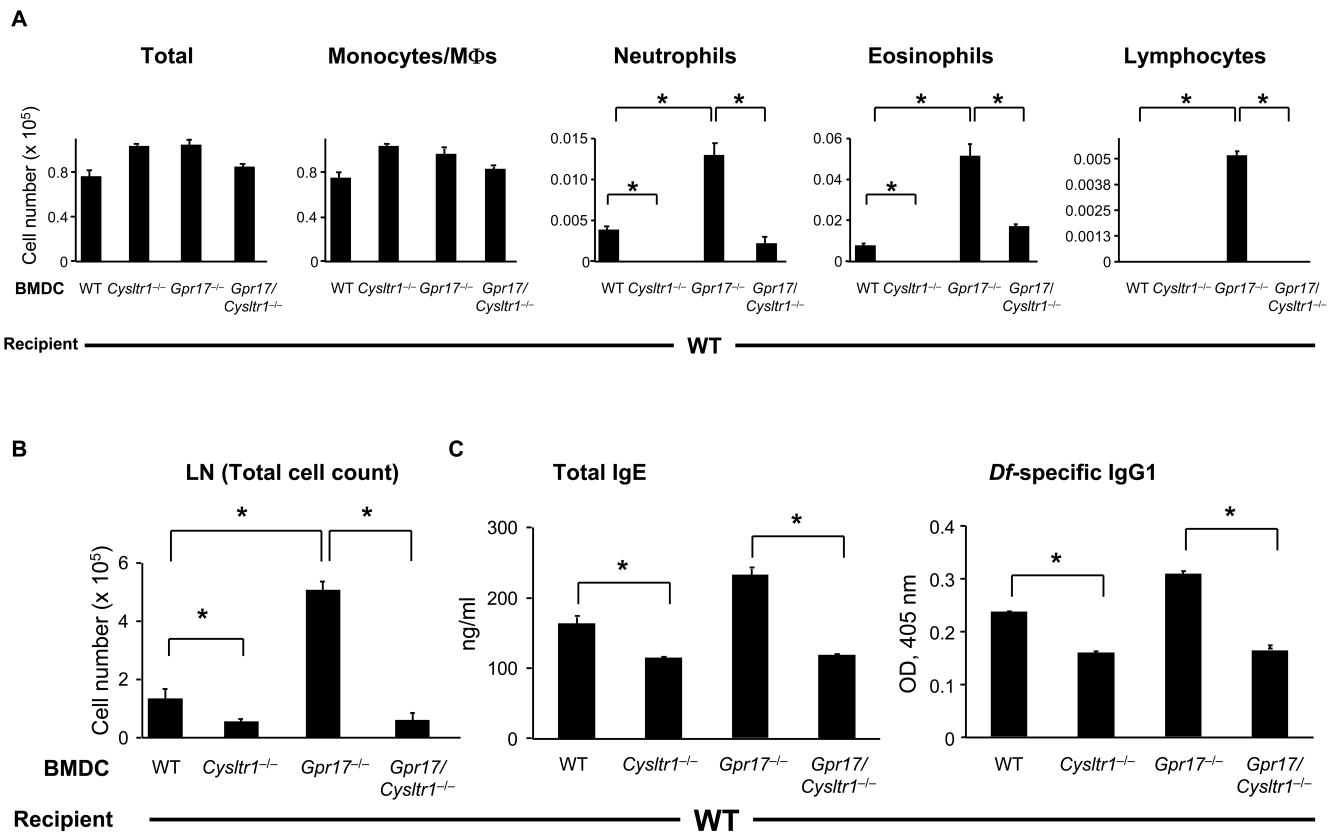 A
Total
Monocytes/MΦs
Neutrophils
Eosinophils
Lymphocytes
Cell number (x 10⁵)
0.8
0.4
0
0.8
0.4
0
* *
*
0.015
0.010
0.005
0
* *
*
0.06
0.04
0.02
0
* *
0.005
0.0038
0.0025
0.0013
0
BMDC
WT Cysltr1–/– Gpr17–/– Gpr17/
Cysltr1–/–
WT Cysltr1–/– Gpr17–/– Gpr17/
Cysltr1–/–
WT Cysltr1–/– Gpr17–/– Gpr17/
Cysltr1–/–
WT Cysltr1–/– Gpr17–/– Gpr17/
Cysltr1–/–
WT Cysltr1–/– Gpr17–/– Gpr17/
Cysltr1–/–
Recipient WT
B
LN (Total cell count)
Cell number (x 10⁵)
6
4
2
0
* *
*
BMDC WT Cysltr1–/– Gpr17–/– Gpr17/
Cysltr1–/–
C
Total IgE
ng/ml
300
200
100
0
* *
WT Cysltr1–/– Gpr17–/– Gpr17/
Cysltr1–/–
Df-specific IgG1
OD, 405 nm
0.4
0.3
0.2
0.1
0
* *
WT Cysltr1–/– Gpr17–/– Gpr17/
Cysltr1–/–
Recipient WT